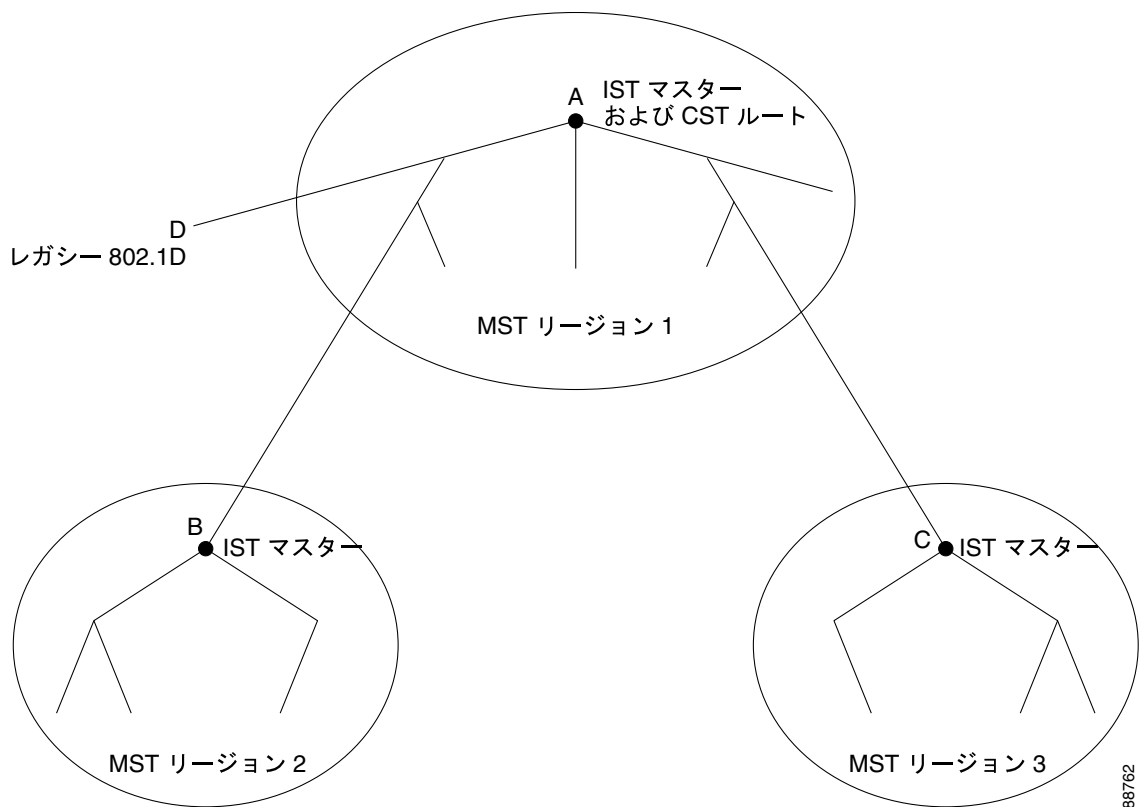 A
IST マスター
および CST ルート
D
レガシー 802.1D
MST リージョン 1
B
IST マスター
C
IST マスター
MST リージョン 2
MST リージョン 3
88762